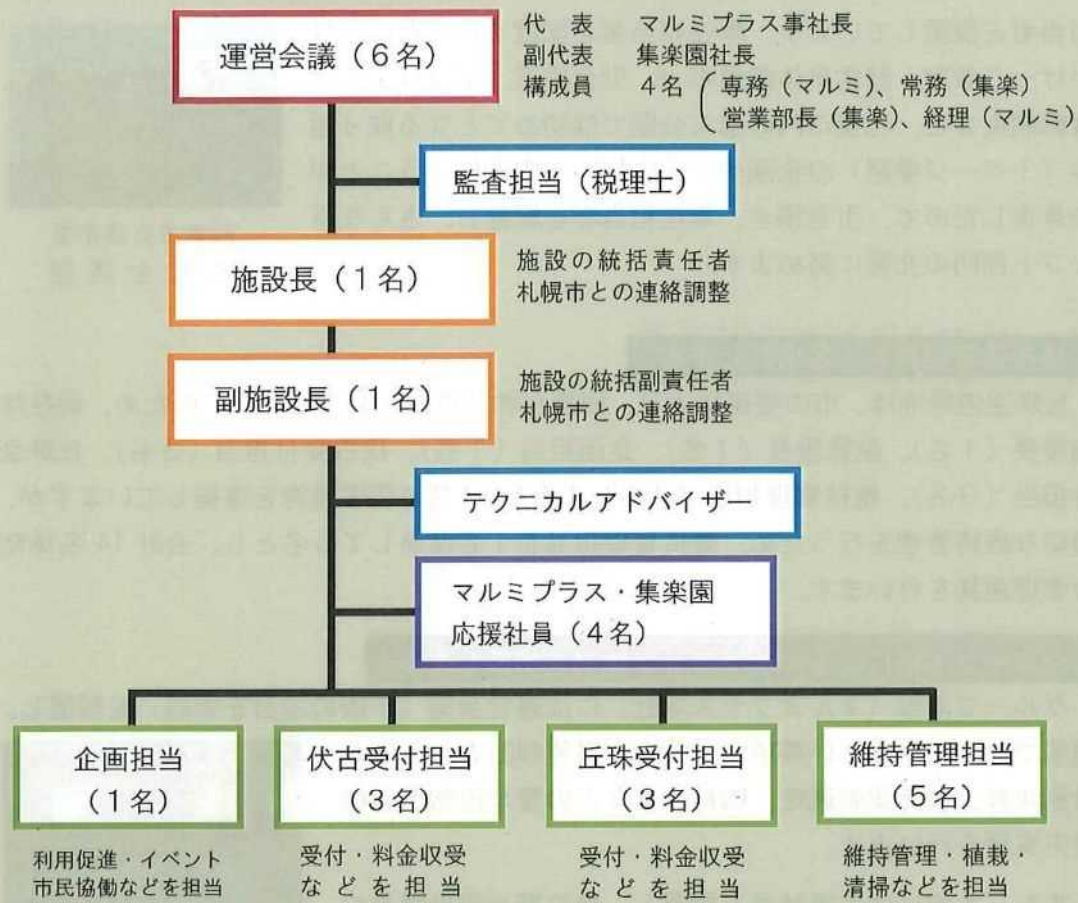 運営会議（6名）
代　表　　マルミプラス事社長
副代表　　集楽園社長
構成員　　4名（専務（マルミ）、常務（集楽）
営業部長（集楽）、経理（マルミ）
監査担当（税理士）
施設長（1名）
施設の統括責任者
札幌市との連絡調整
副施設長（1名）
施設の統括副責任者
札幌市との連絡調整
テクニカルアドバイザー
マルミプラス・集楽園
応援社員（4名）
企画担当
（1名）
利用促進・イベント
市民協働などを担当
伏古受付担当
（3名）
受付・料金収受
などを担当
丘珠受付担当
（3名）
受付・料金収受
などを担当
維持管理担当
（5名）
維持管理・植栽・
清掃などを担当